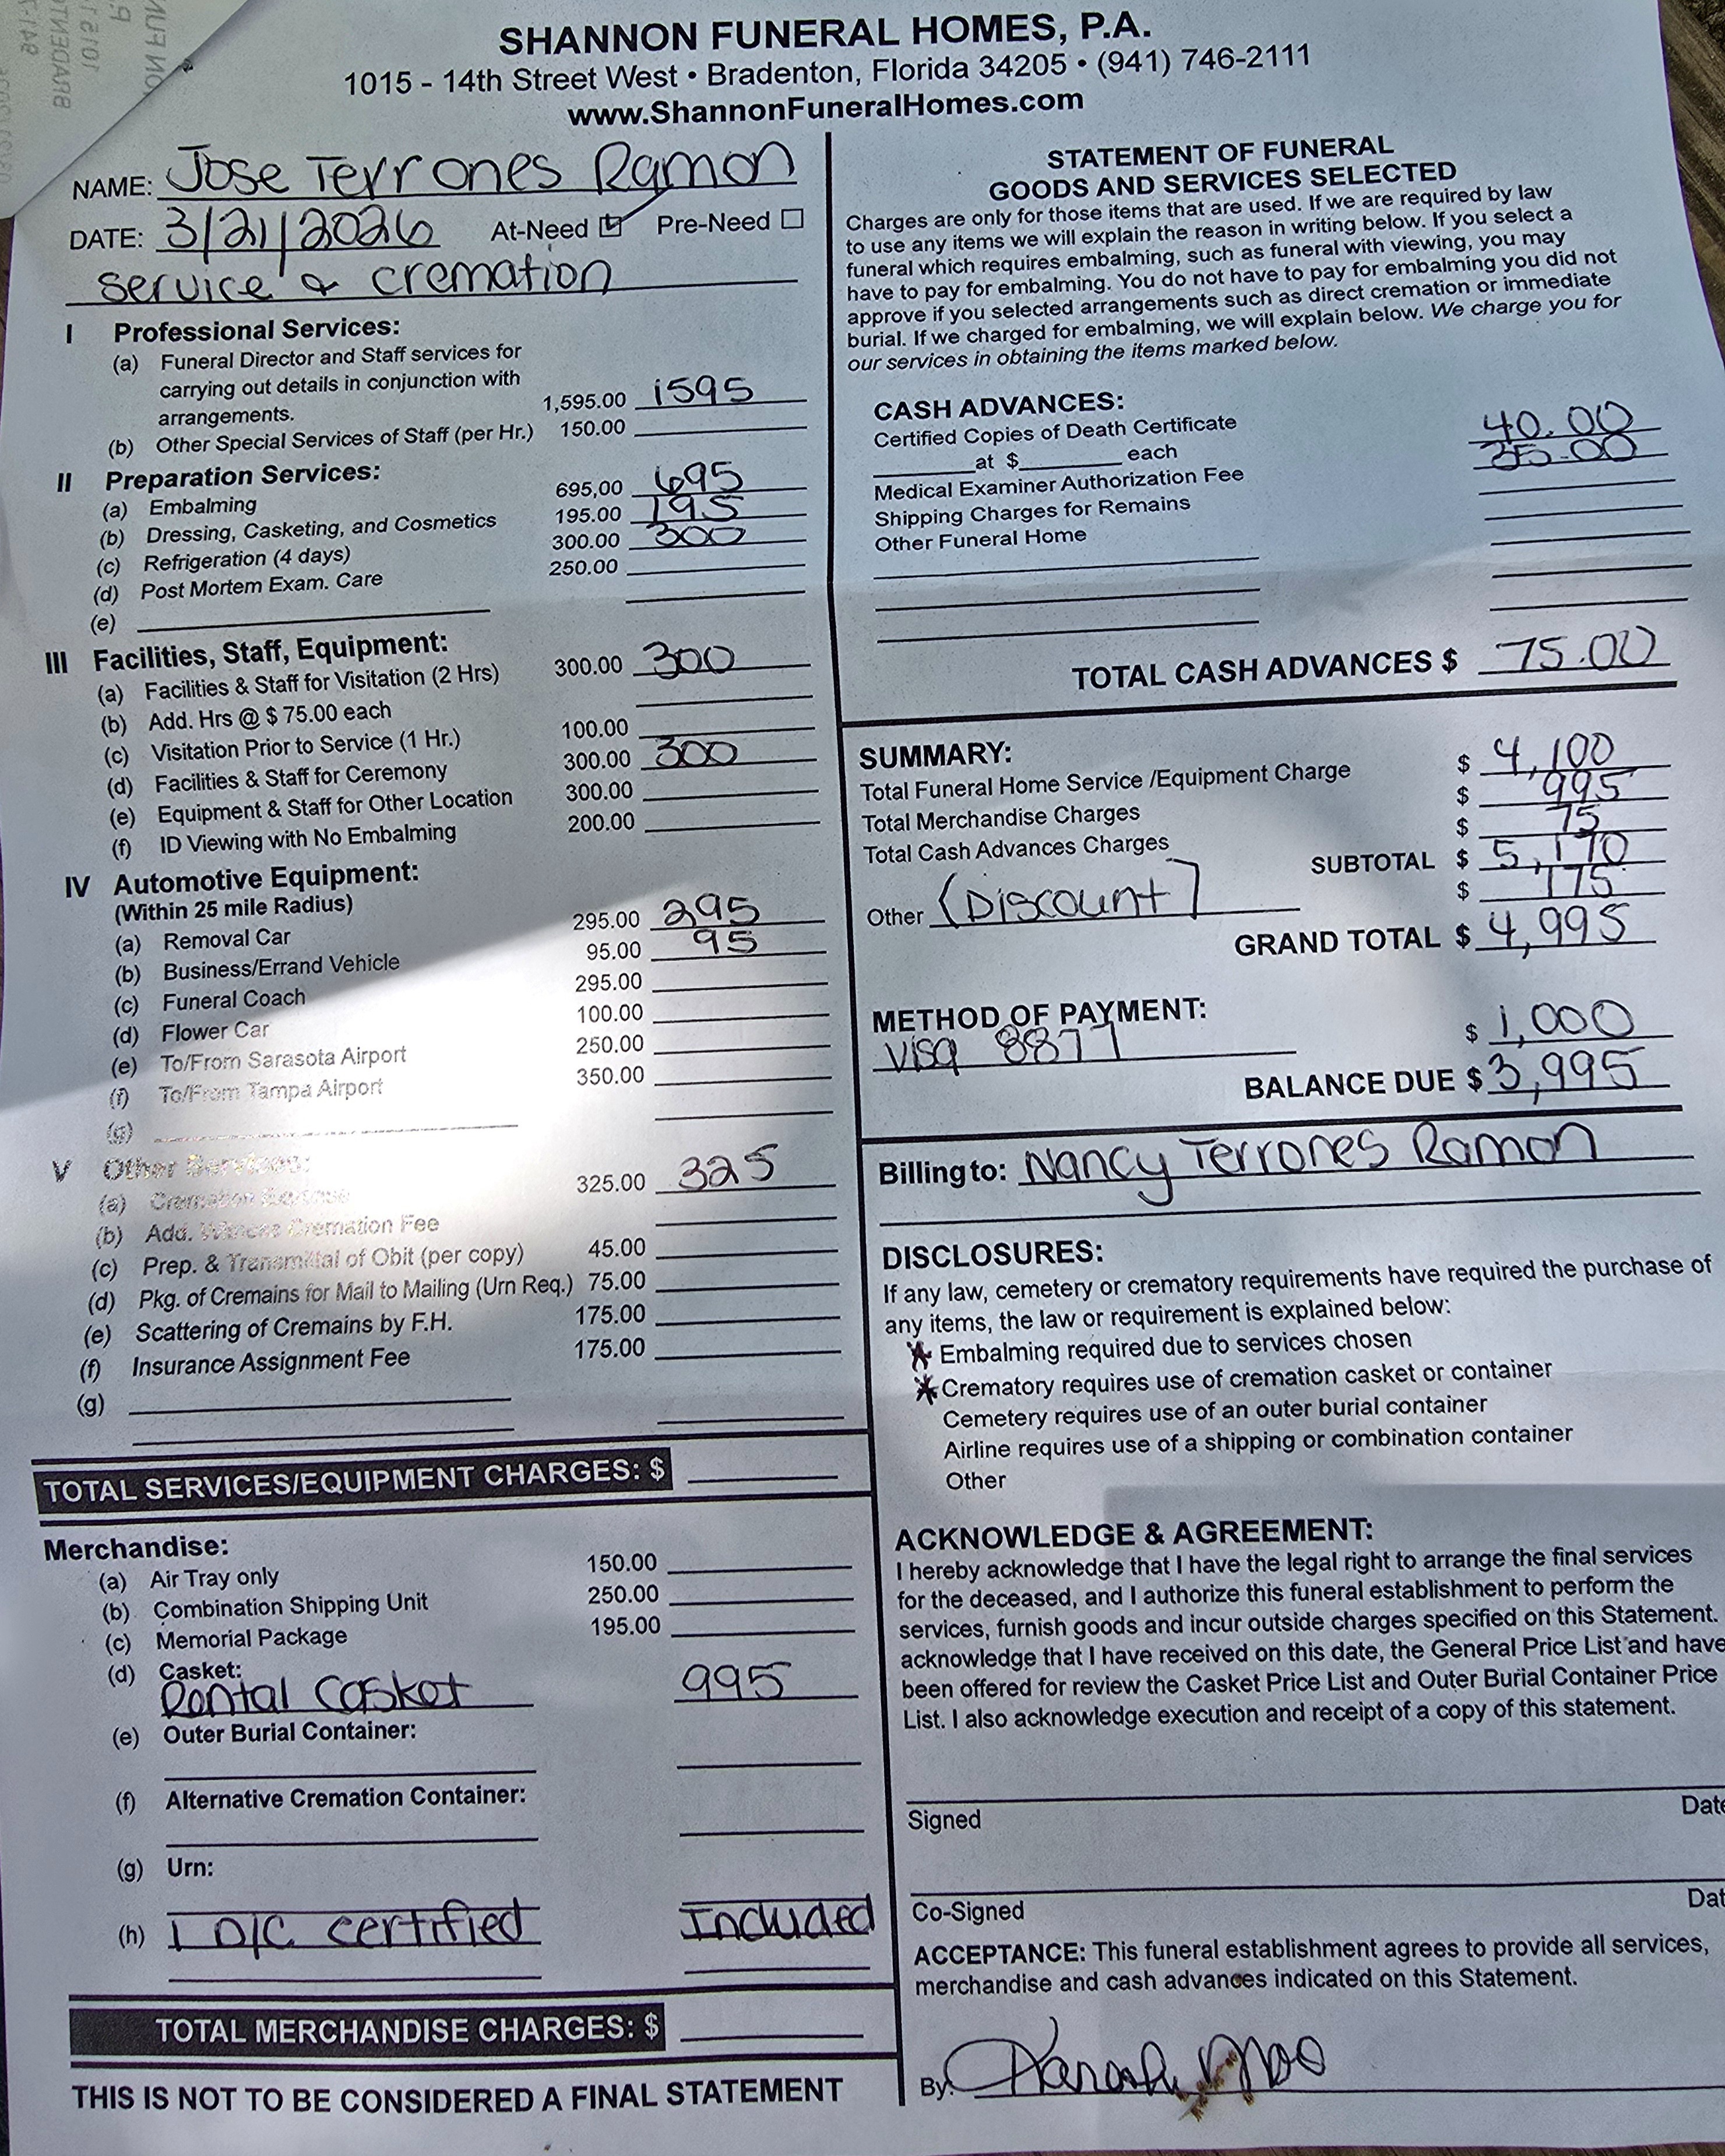 SHANNON FUNERAL HOMES, P.A.
1015 - 14th Street West • Bradenton, Florida 34205 • (941) 746-2111
www.ShannonFuneralHomes.com
NAME: Jose Terrones Ramon
DATE: 3/21/2026 At-Need ☑ Pre-Need ☐
service & cremation
I Professional Services:
(a) Funeral Director and Staff services for
carrying out details in conjunction with
arrangements. 1,595.00 1595
(b) Other Special Services of Staff (per Hr.) 150.00
II Preparation Services:
(a) Embalming 695,00 695
(b) Dressing, Casketing, and Cosmetics 195.00 195
(c) Refrigeration (4 days) 300.00 300
(d) Post Mortem Exam. Care 250.00
(e)
III Facilities, Staff, Equipment:
(a) Facilities & Staff for Visitation (2 Hrs) 300.00 300
(b) Add. Hrs @ $ 75.00 each
(c) Visitation Prior to Service (1 Hr.) 100.00
(d) Facilities & Staff for Ceremony 300.00 300
(e) Equipment & Staff for Other Location 300.00
(f) ID Viewing with No Embalming 200.00
IV Automotive Equipment:
(Within 25 mile Radius)
(a) Removal Car 295.00 295
(b) Business/Errand Vehicle 95.00 95
(c) Funeral Coach 295.00
(d) Flower Car 100.00
(e) To/From Sarasota Airport 250.00
(f) To/From Tampa Airport 350.00
(g)
V Other Services:
(a) Cremation 325.00 325
(b) Add. Witness Cremation Fee
(c) Prep. & Transmittal of Obit (per copy) 45.00
(d) Pkg. of Cremains for Mail to Mailing (Urn Req.) 75.00
(e) Scattering of Cremains by F.H. 175.00
(f) Insurance Assignment Fee 175.00
(g)
TOTAL SERVICES/EQUIPMENT CHARGES: $
Merchandise:
(a) Air Tray only 150.00
(b) Combination Shipping Unit 250.00
(c) Memorial Package 195.00
(d) Casket:
Rental Casket 995
(e) Outer Burial Container:
(f) Alternative Cremation Container:
(g) Urn:
(h) 1 D/C certified Included
TOTAL MERCHANDISE CHARGES: $
THIS IS NOT TO BE CONSIDERED A FINAL STATEMENT
STATEMENT OF FUNERAL
GOODS AND SERVICES SELECTED
Charges are only for those items that are used. If we are required by law
to use any items we will explain the reason in writing below. If you select a
funeral which requires embalming, such as funeral with viewing, you may
have to pay for embalming. You do not have to pay for embalming you did not
approve if you selected arrangements such as direct cremation or immediate
burial. If we charged for embalming, we will explain below. We charge you for
our services in obtaining the items marked below.
CASH ADVANCES:
Certified Copies of Death Certificate 40.00
at $ each 35.00
Medical Examiner Authorization Fee
Shipping Charges for Remains
Other Funeral Home
TOTAL CASH ADVANCES $ 75.00
SUMMARY:
Total Funeral Home Service /Equipment Charge $ 4,100
Total Merchandise Charges $ 995
Total Cash Advances Charges $ 75
SUBTOTAL $ 5,170
Other (Discount) $ 175
GRAND TOTAL $ 4,995
METHOD OF PAYMENT:
visa 8877 $ 1,000
BALANCE DUE $ 3,995
Billing to: Nancy Terrones Ramon
DISCLOSURES:
If any law, cemetery or crematory requirements have required the purchase of
any items, the law or requirement is explained below:
* Embalming required due to services chosen
* Crematory requires use of cremation casket or container
Cemetery requires use of an outer burial container
Airline requires use of a shipping or combination container
Other
ACKNOWLEDGE & AGREEMENT:
I hereby acknowledge that I have the legal right to arrange the final services
for the deceased, and I authorize this funeral establishment to perform the
services, furnish goods and incur outside charges specified on this Statement.
acknowledge that I have received on this date, the General Price List and have
been offered for review the Casket Price List and Outer Burial Container Price
List. I also acknowledge execution and receipt of a copy of this statement.
Signed Date
Co-Signed Dat
ACCEPTANCE: This funeral establishment agrees to provide all services,
merchandise and cash advances indicated on this Statement.
By: